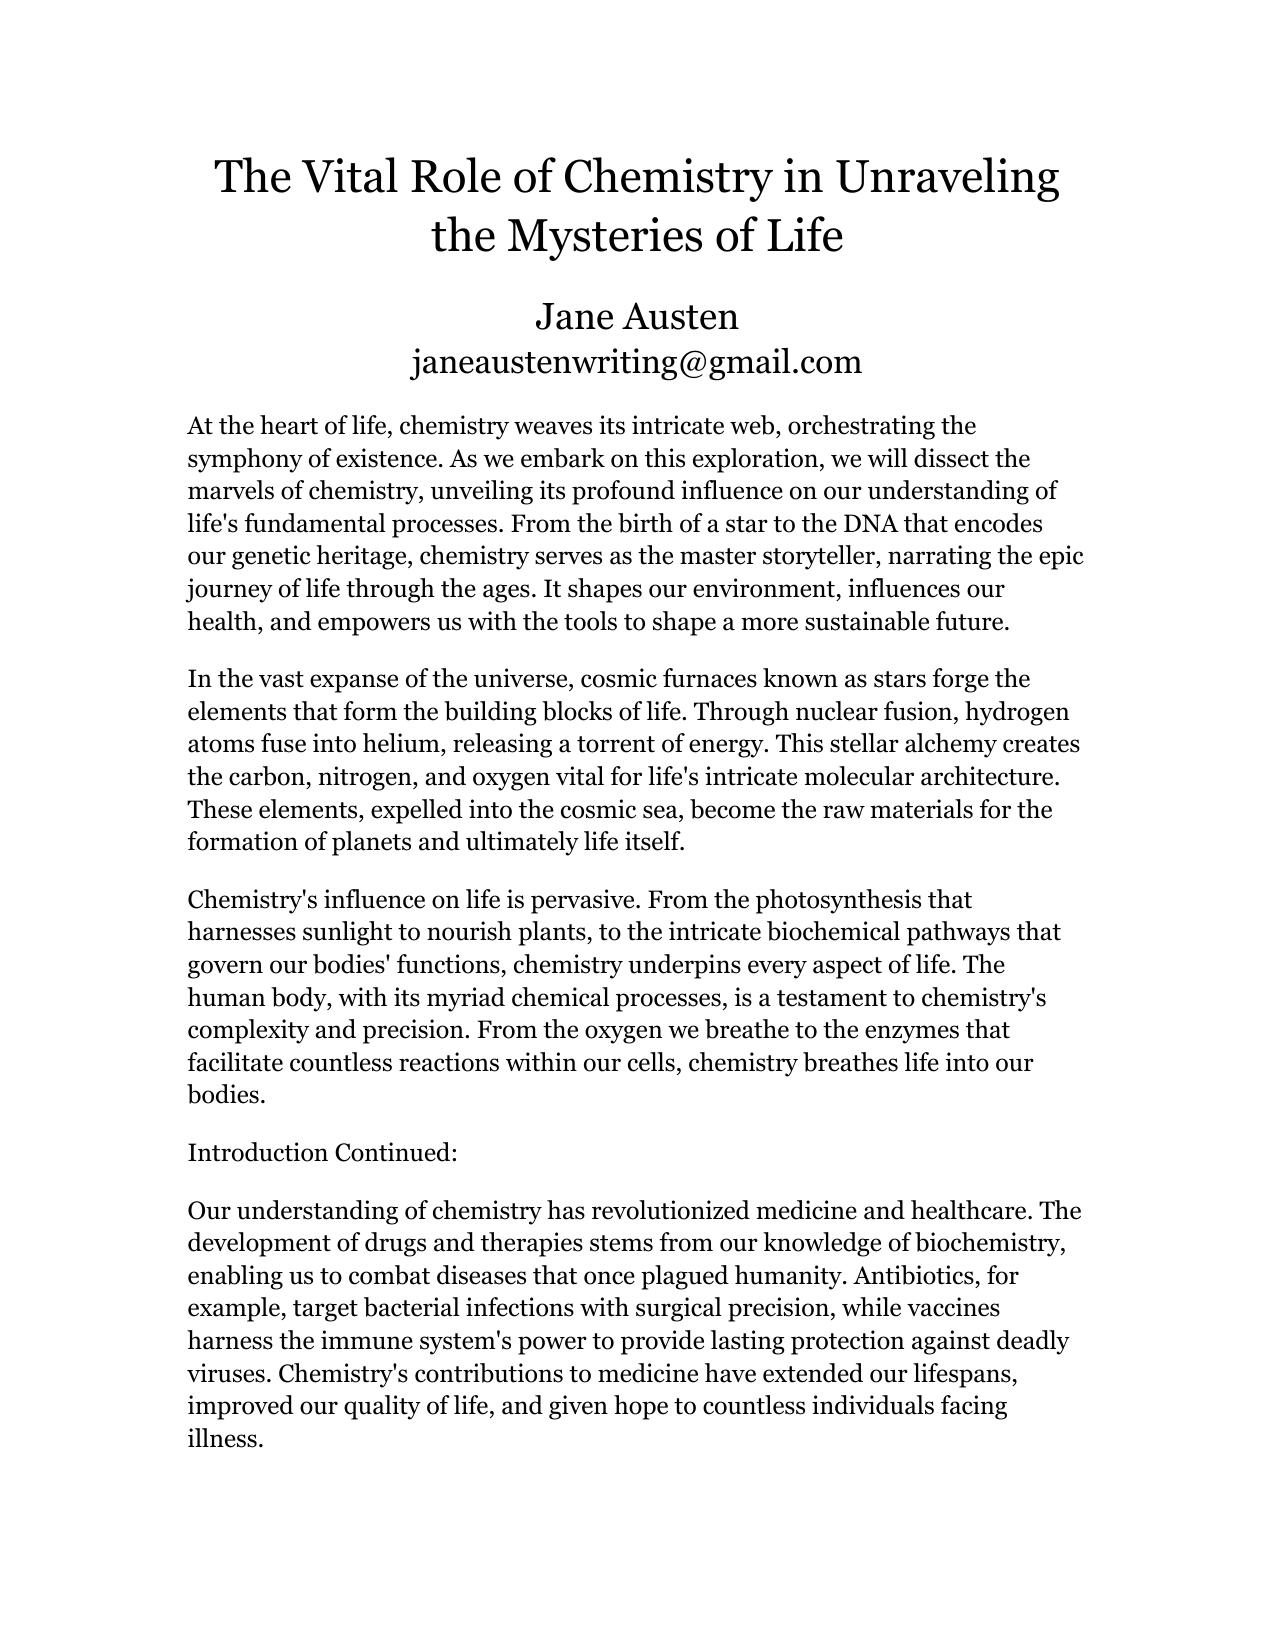 The Vital Role of Chemistry in Unraveling
the Mysteries of Life
Jane Austen
janeaustenwriting@gmail.com
At the heart of life, chemistry weaves its intricate web, orchestrating the
symphony of existence. As we embark on this exploration, we will dissect the
marvels of chemistry, unveiling its profound influence on our understanding of
life's fundamental processes. From the birth of a star to the DNA that encodes
our genetic heritage, chemistry serves as the master storyteller, narrating the epic
journey of life through the ages. It shapes our environment, influences our
health, and empowers us with the tools to shape a more sustainable future.
In the vast expanse of the universe, cosmic furnaces known as stars forge the
elements that form the building blocks of life. Through nuclear fusion, hydrogen
atoms fuse into helium, releasing a torrent of energy. This stellar alchemy creates
the carbon, nitrogen, and oxygen vital for life's intricate molecular architecture.
These elements, expelled into the cosmic sea, become the raw materials for the
formation of planets and ultimately life itself.
Chemistry's influence on life is pervasive. From the photosynthesis that
harnesses sunlight to nourish plants, to the intricate biochemical pathways that
govern our bodies' functions, chemistry underpins every aspect of life. The
human body, with its myriad chemical processes, is a testament to chemistry's
complexity and precision. From the oxygen we breathe to the enzymes that
facilitate countless reactions within our cells, chemistry breathes life into our
bodies.
Introduction Continued:
Our understanding of chemistry has revolutionized medicine and healthcare. The
development of drugs and therapies stems from our knowledge of biochemistry,
enabling us to combat diseases that once plagued humanity. Antibiotics, for
example, target bacterial infections with surgical precision, while vaccines
harness the immune system's power to provide lasting protection against deadly
viruses. Chemistry's contributions to medicine have extended our lifespans,
improved our quality of life, and given hope to countless individuals facing
illness.